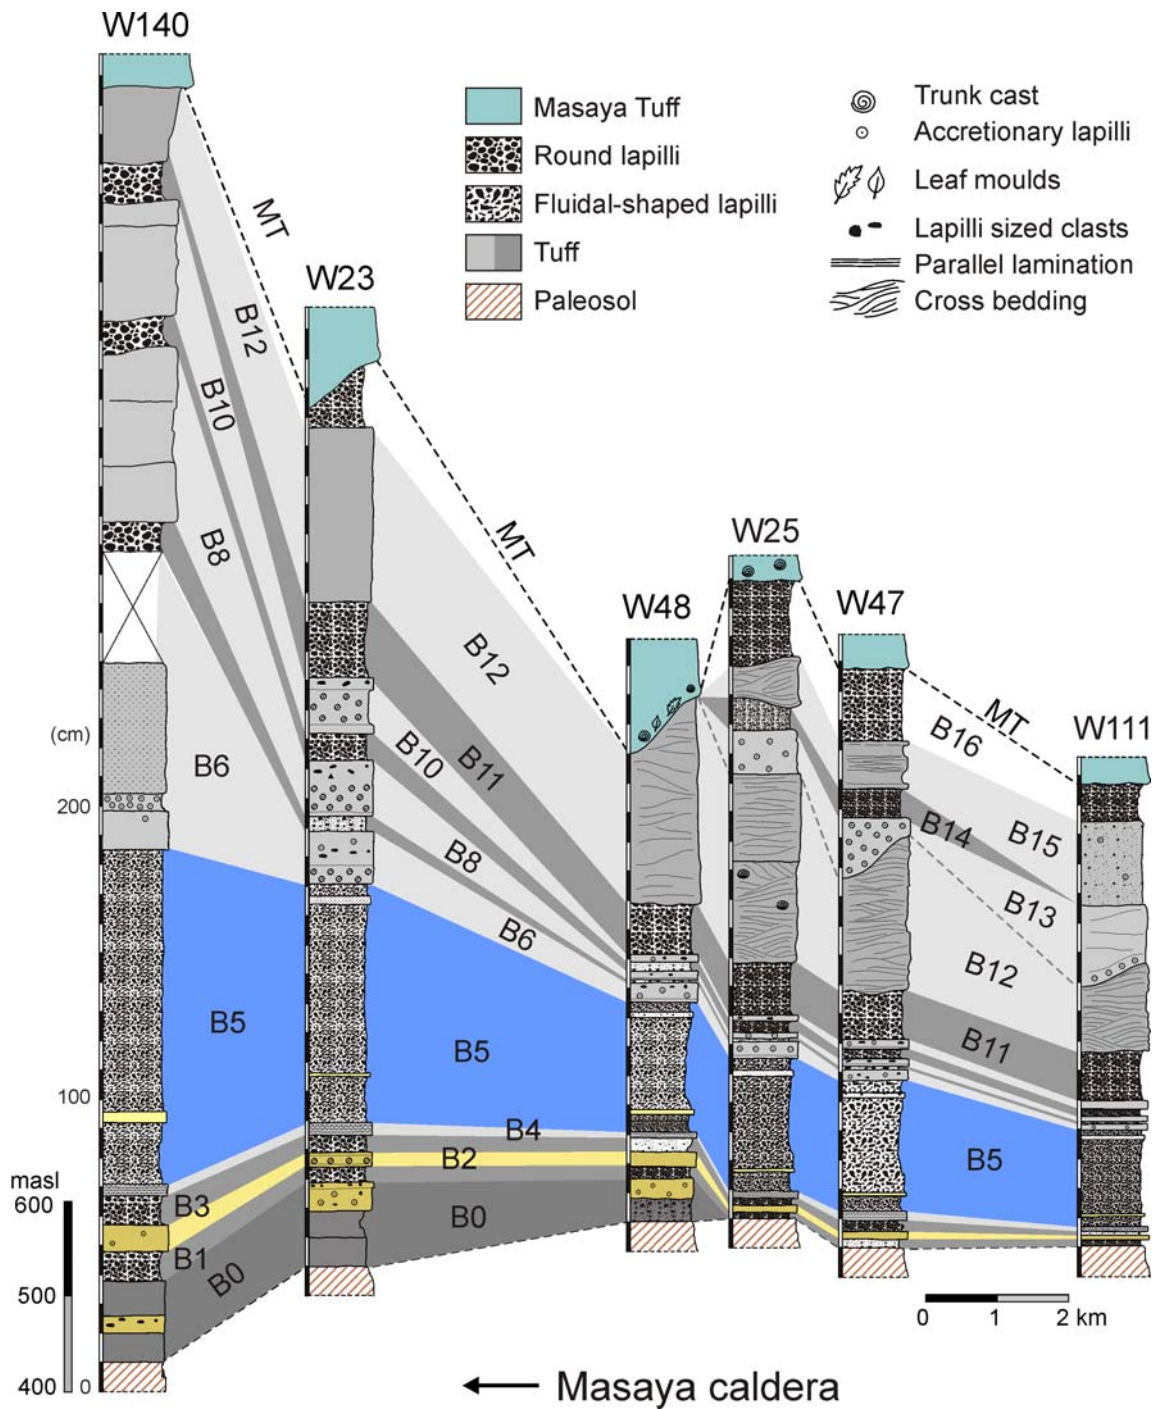 W140
Masaya Tuff
Round lapilli
Fluidal-shaped lapilli
Tuff
Paleosol
Trunk cast
Accretionary lapilli
Leaf moulds
Lapilli sized clasts
Parallel lamination
Cross bedding
MT
W23
B12
B10
B8
B6
MT
W25
W48
W47
B12
B11
B10
B8
B6
MT
W111
B16
B15
B14
B13
B12
B11
(cm)
200
100
0
B5
B5
B5
B4
B3
B2
B1
B0
B0
masl
600
500
400
0 1 2 km
Masaya caldera